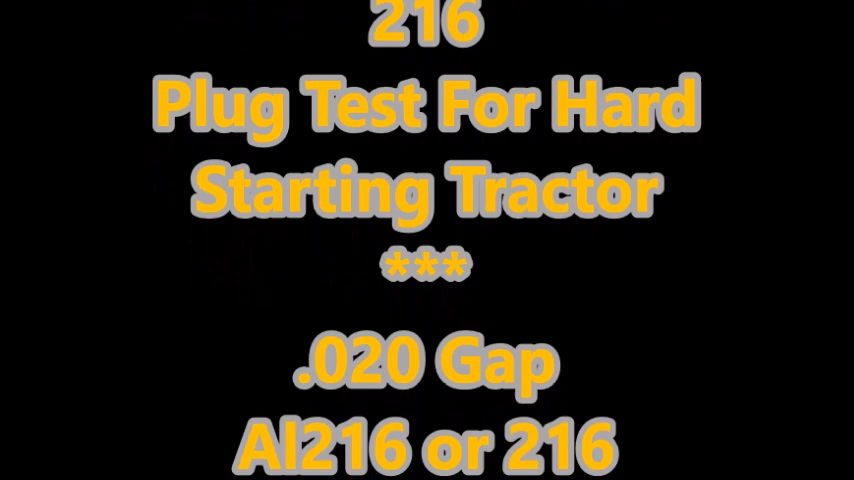 216
Plug Test For Hard
Starting Tractor
***
.020 Gap
Al216 or 216